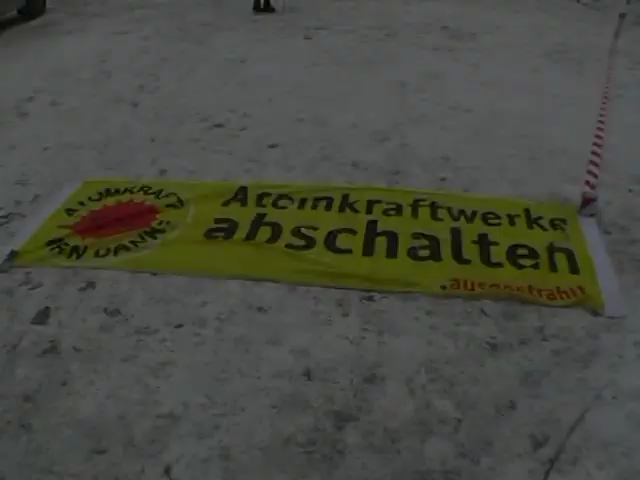 ATOMKRAFT
NEIN DANKE
Atomkraftwerke
abschalten
.ausgestrahlt